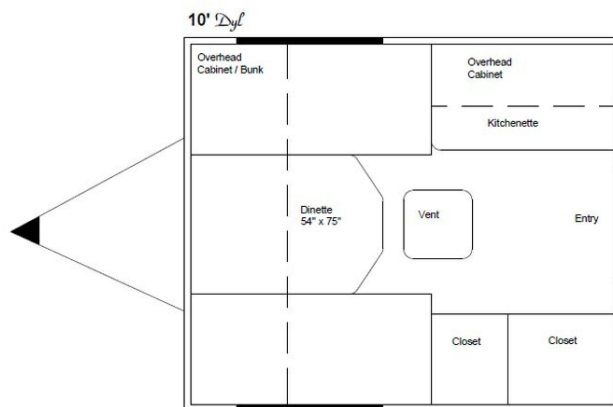 10' Dyl
Overhead
Cabinet / Bunk
Overhead
Cabinet
Kitchenette
Dinette
54" x 75"
Vent
Entry
Closet
Closet